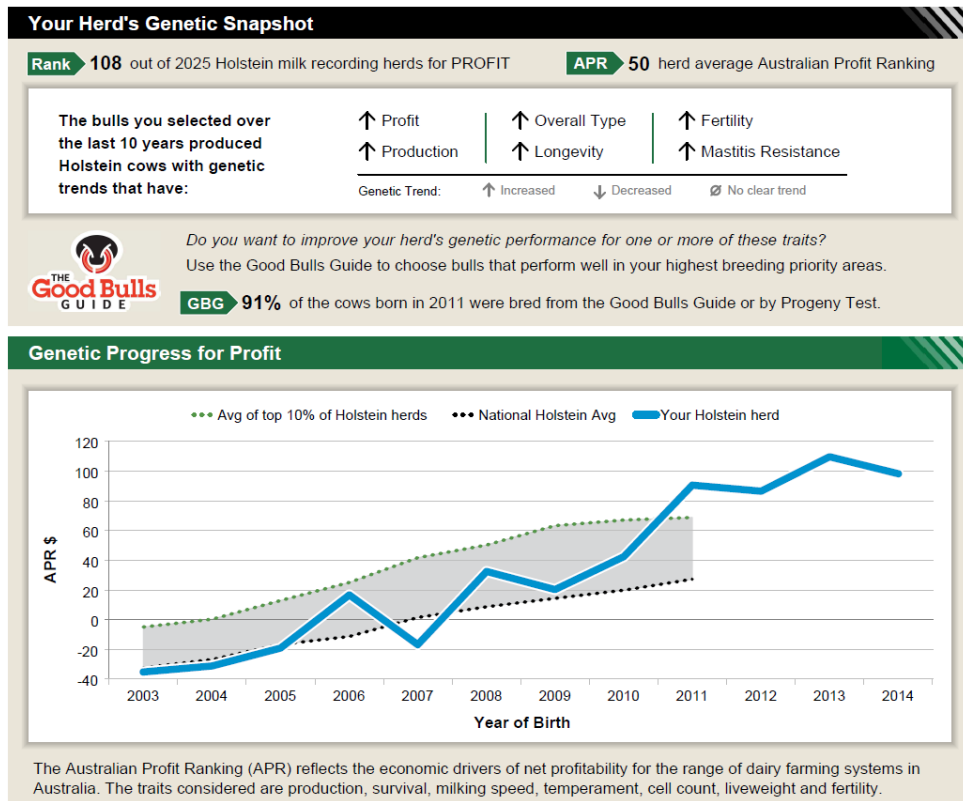 Your Herd's Genetic Snapshot
Rank 108 out of 2025 Holstein milk recording herds for PROFIT
APR 50 herd average Australian Profit Ranking
The bulls you selected over
the last 10 years produced
Holstein cows with genetic
trends that have:
↑ Profit ↑ Overall Type ↑ Fertility
↑ Production ↑ Longevity ↑ Mastitis Resistance
Genetic Trend: ↑ Increased ↓ Decreased Ø No clear trend
THE
Good Bulls
GUIDE
Do you want to improve your herd's genetic performance for one or more of these traits?
Use the Good Bulls Guide to choose bulls that perform well in your highest breeding priority areas.
GBG 91% of the cows born in 2011 were bred from the Good Bulls Guide or by Progeny Test.
Genetic Progress for Profit
Avg of top 10% of Holstein herds National Holstein Avg Your Holstein herd
APR $
120
100
80
60
40
20
0
-20
-40
2003 2004 2005 2006 2007 2008 2009 2010 2011 2012 2013 2014
Year of Birth
The Australian Profit Ranking (APR) reflects the economic drivers of net profitability for the range of dairy farming systems in
Australia. The traits considered are production, survival, milking speed, temperament, cell count, liveweight and fertility.